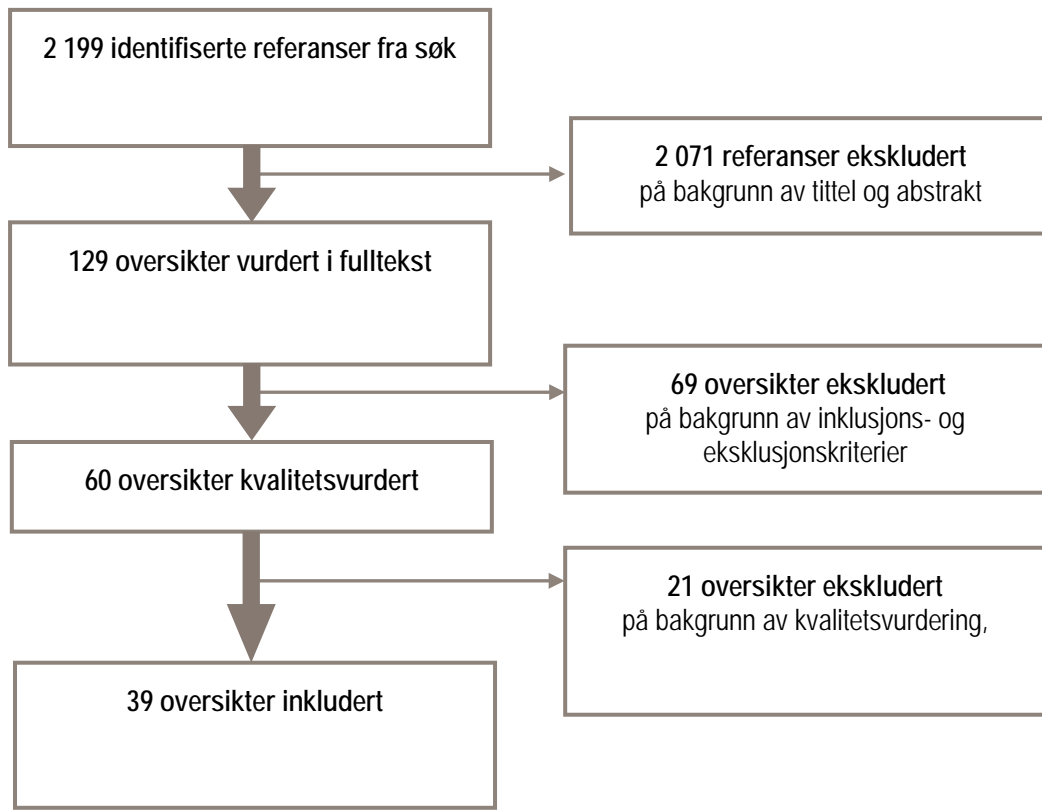 2 199 identifiserte referanser fra søk
2 071 referanser ekskludert
på bakgrunn av tittel og abstrakt
129 oversikter vurdert i fulltekst
69 oversikter ekskludert
på bakgrunn av inklusjons- og
eksklusjonskriterier
60 oversikter kvalitetsvurdert
21 oversikter ekskludert
på bakgrunn av kvalitetsvurdering,
39 oversikter inkludert